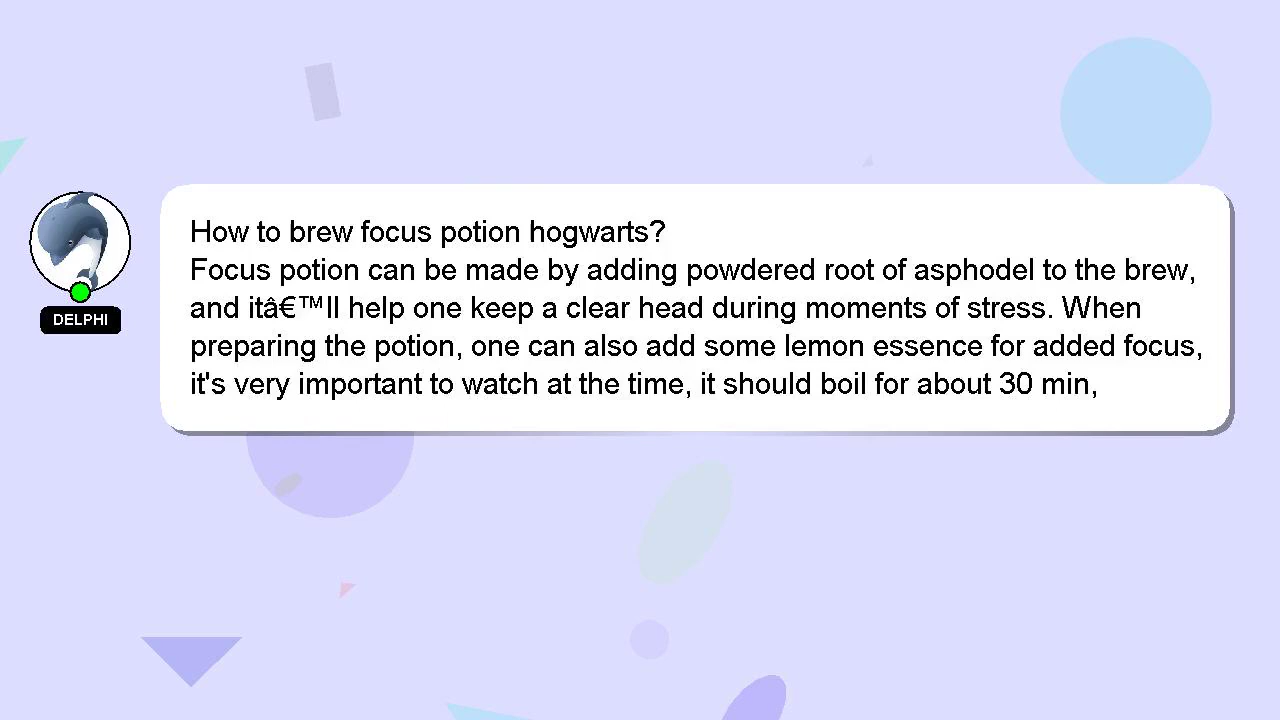 How to brew focus potion hogwarts?
Focus potion can be made by adding powdered root of asphodel to the brew,
and itâ€™ll help one keep a clear head during moments of stress. When
preparing the potion, one can also add some lemon essence for added focus,
it's very important to watch at the time, it should boil for about 30 min,
DELPHI